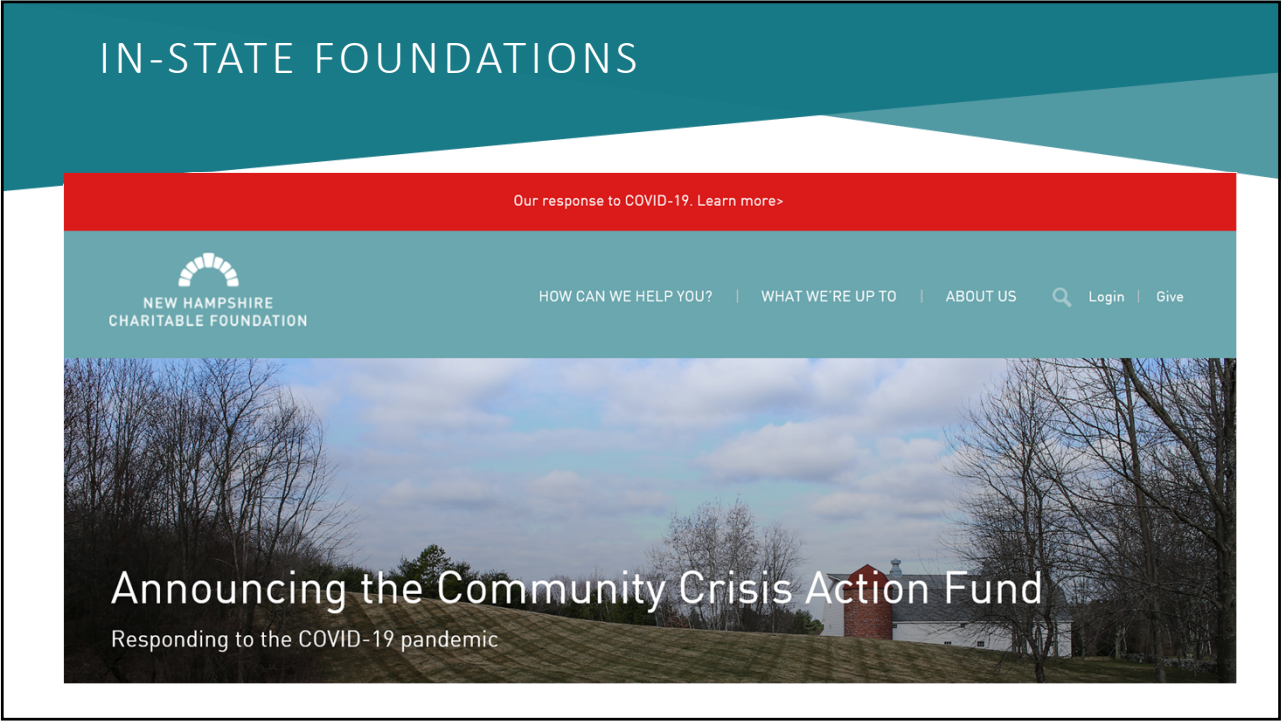 IN-STATE FOUNDATIONS
Our response to COVID-19. Learn more>
NEW HAMPSHIRE
CHARITABLE FOUNDATION
HOW CAN WE HELP YOU? | WHAT WE'RE UP TO | ABOUT US Login | Give
Announcing the Community Crisis Action Fund
Responding to the COVID-19 pandemic